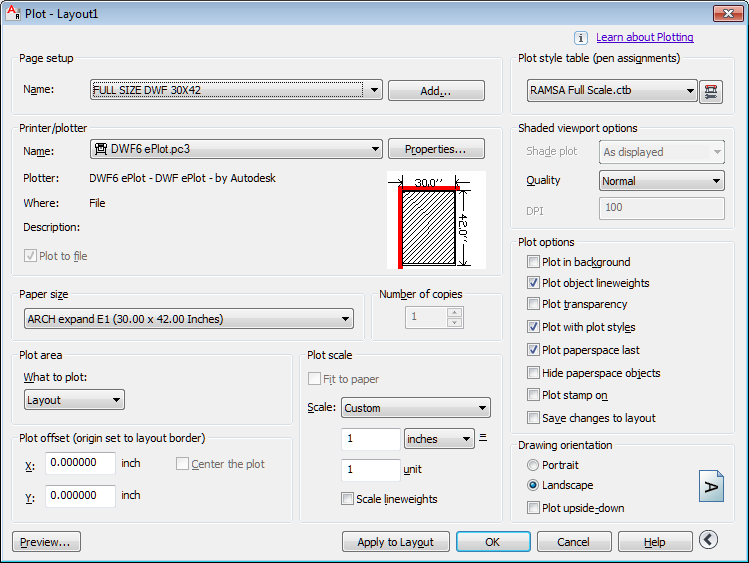 Plot - Layout1
Learn about Plotting
Page setup
Name: FULL SIZE DWF 30X42 Add...
Plot style table (pen assignments)
RAMSA Full Scale.ctb
Printer/plotter
Name: DWF6 ePlot.pc3 Properties...
Plotter: DWF6 ePlot - DWF ePlot - by Autodesk
Where: File
Description:
Plot to file
30.0''
42.0''
Shaded viewport options
Shade plot As displayed
Quality Normal
DPI 100
Paper size
ARCH expand E1 (30.00 x 42.00 Inches)
Number of copies
1
Plot area
What to plot:
Layout
Plot offset (origin set to layout border)
X: 0.000000 inch Center the plot
Y: 0.000000 inch
Plot scale
Fit to paper
Scale: Custom
1 inches =
1 unit
Scale lineweights
Plot options
Plot in background
Plot object lineweights
Plot transparency
Plot with plot styles
Plot paperspace last
Hide paperspace objects
Plot stamp on
Save changes to layout
Drawing orientation
Portrait
Landscape
Plot upside-down
A
Preview... Apply to Layout OK Cancel Help